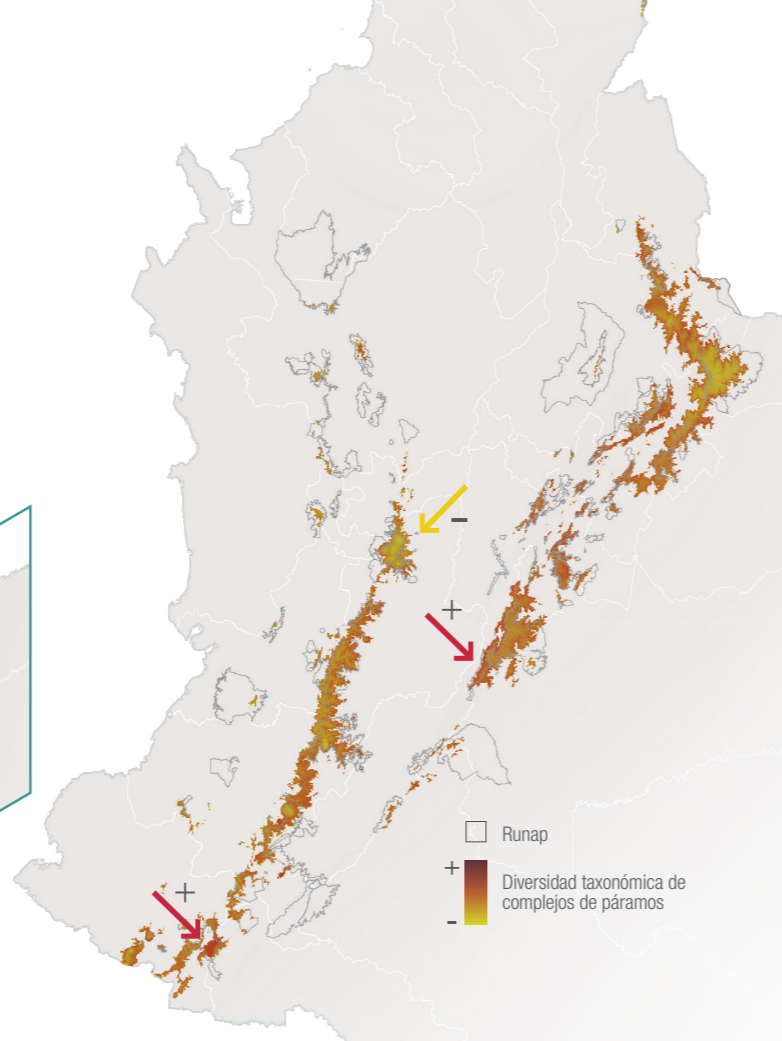 −
+
+
Runap
+
Diversidad taxonómica de
complejos de páramos
-